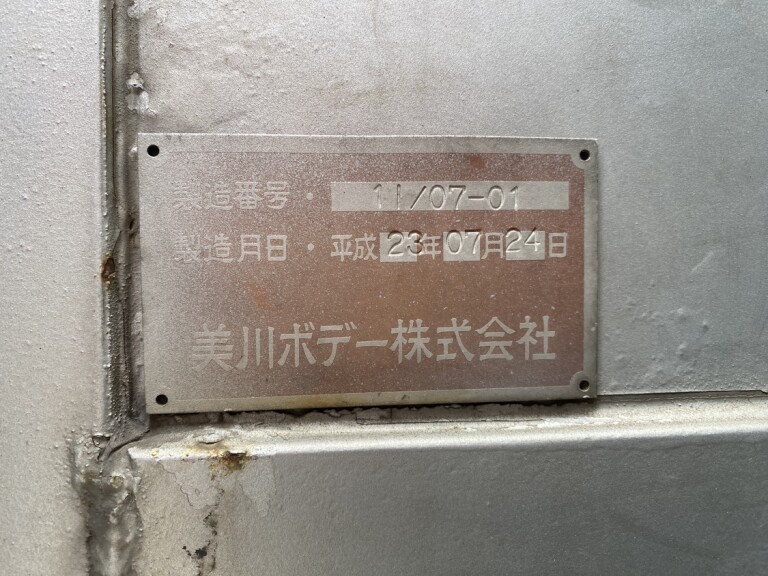 製造番号・ 11/07-01
製造月日・平成23年07月24日
美川ボデー株式会社